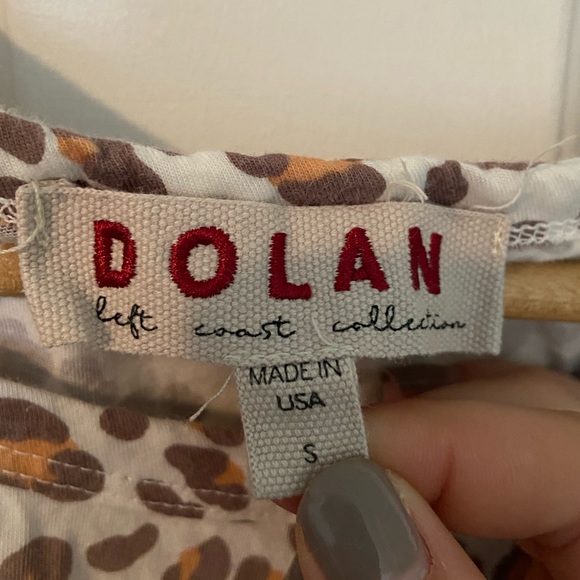 DOLAN
left coast collection
MADE IN
USA
S